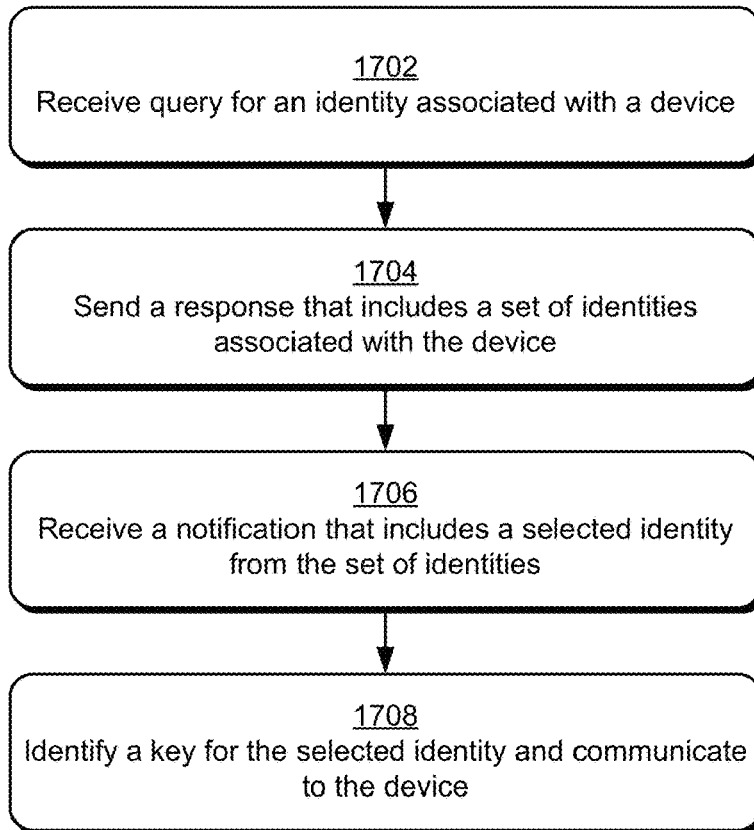 1702
Receive query for an identity associated with a device
1704
Send a response that includes a set of identities
associated with the device
1706
Receive a notification that includes a selected identity
from the set of identities
1708
Identify a key for the selected identity and communicate
to the device